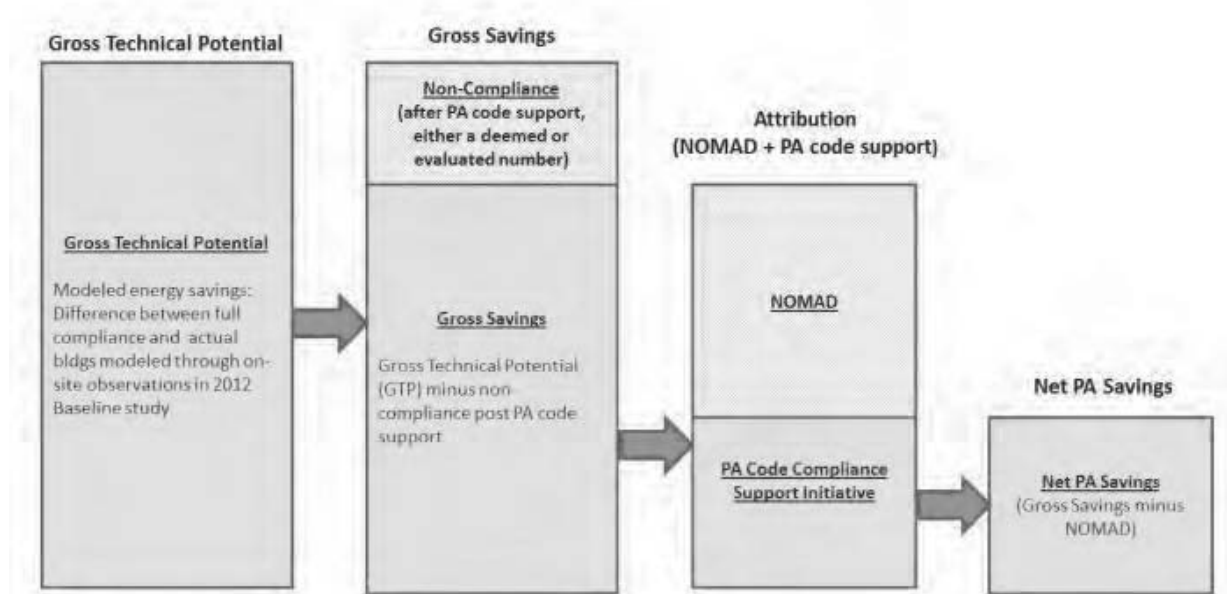 Gross Technical Potential
Gross Technical Potential
Modeled energy savings:
Difference between full
compliance and actual
bldgs modeled through on-
site observations in 2012
Baseline study
Gross Savings
Non-Compliance
(after PA code support,
either a deemed or
evaluated number)
Gross Savings
Gross Technical Potential
(GTP) minus non-
compliance post PA code
support
Attribution
(NOMAD + PA code support)
NOMAD
PA Code Compliance
Support Initiative
Net PA Savings
Net PA Savings
(Gross Savings minus
NOMAD)